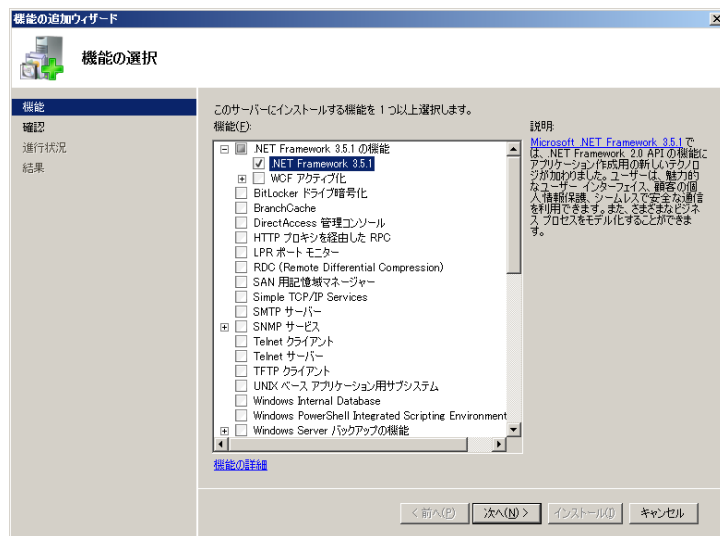 機能の追加ウィザード
機能の選択
機能
確認
進行状況
結果
このサーバーにインストールする機能を 1 つ以上選択します。
機能(F):
.NET Framework 3.5.1 の機能
.NET Framework 3.5.1
WCF アクティブ化
BitLocker ドライブ暗号化
BranchCache
DirectAccess 管理コンソール
HTTP プロキシを経由した RPC
LPR ポート モニター
RDC (Remote Differential Compression)
SAN 用記憶域マネージャー
Simple TCP/IP Services
SMTP サーバー
SNMP サービス
Telnet クライアント
Telnet サーバー
TFTP クライアント
UNIX ベース アプリケーション用サブシステム
Windows Internal Database
Windows PowerShell Integrated Scripting Environment
Windows Server バックアップの機能
機能の詳細
説明:
Microsoft .NET Framework 3.5.1 で
は、.NET Framework 2.0 API の機能に
アプリケーション作成用の新しいテクノロ
ジが加わりました。ユーザーは、魅力的
なユーザー インターフェイス、顧客の個
人情報保護、シームレスで安全な通信
を利用できます。また、さまざまなビジネ
ス プロセスをモデル化することができま
す。
< 前へ(P)
次へ(N) >
インストール(I)
キャンセル